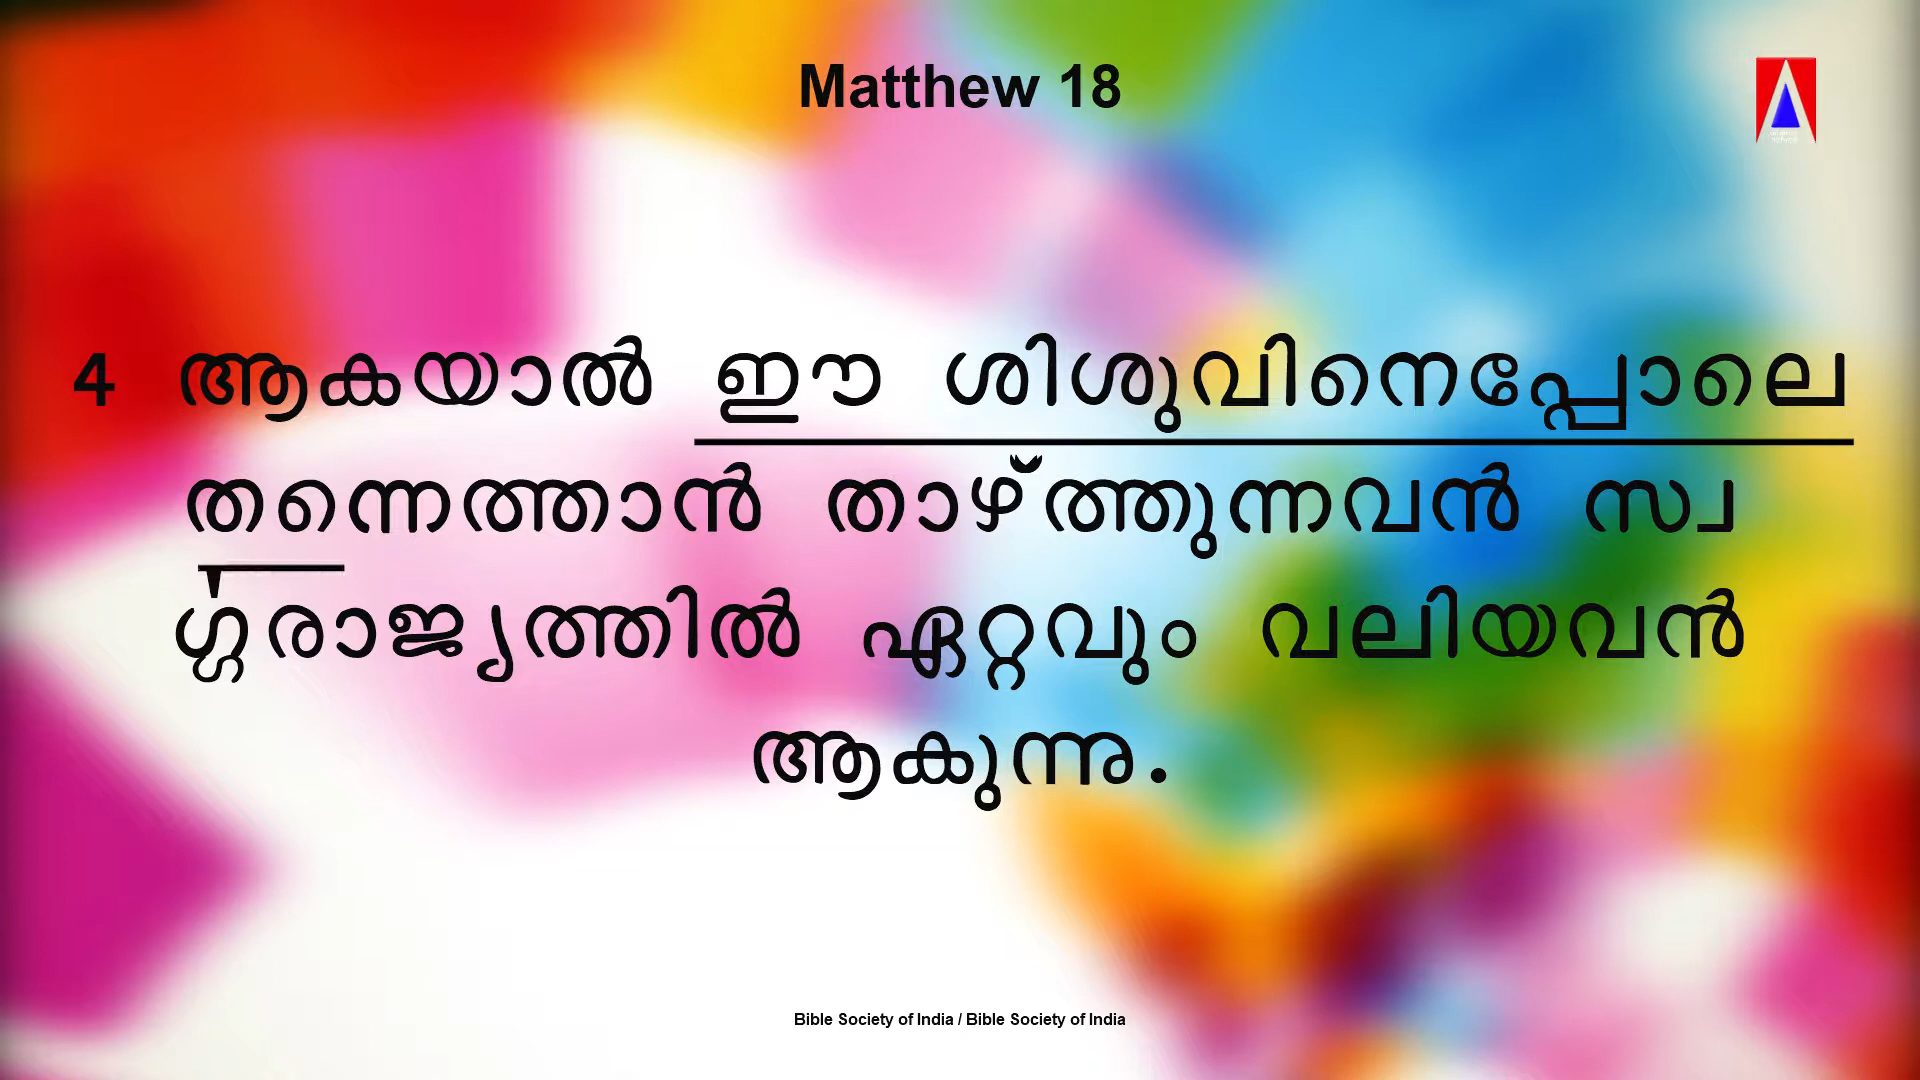 Matthew 18
4 ആകയാൽ ഈ ശിശുവിനെപ്പോലെ
തന്നെത്താൻ താഴ്ത്തുന്നവൻ സ്വ
ർഗ്ഗരാജ്യത്തിൽ ഏറ്റവും വലിയവൻ
ആകുന്നു.
Bible Society of India / Bible Society of India